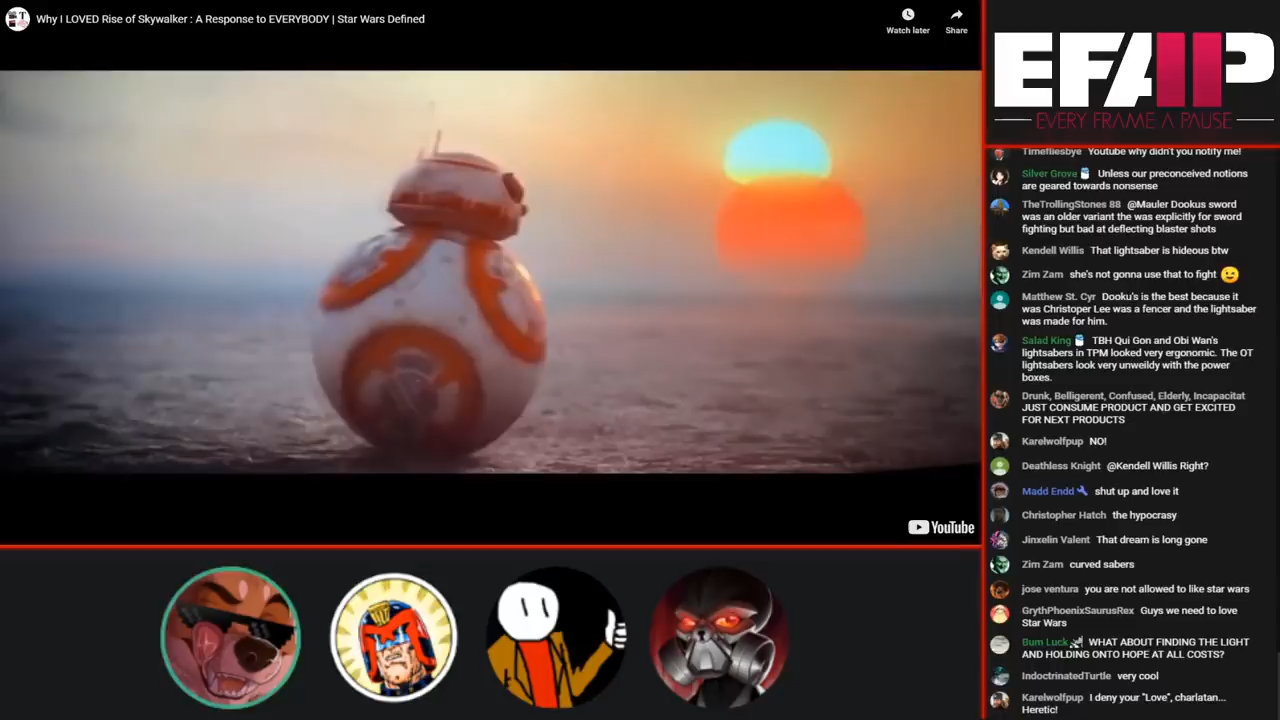 Why I LOVED Rise of Skywalker : A Response to EVERYBODY | Star Wars Defined
Watch later
Share
YouTube
EFAP
EVERY FRAME A PAUSE
Timefliesbye Youtube why didn't you notify me!
Silver Grove Unless our preconceived notions
are geared towards nonsense
TheTrollingStones 88 @Mauler Dookus sword
was an older variant the was explicitly for sword
fighting but bad at deflecting blaster shots
Kendell Willis That lightsaber is hideous btw
Zim Zam she's not gonna use that to fight
Matthew St. Cyr Dooku's is the best because it
was Christoper Lee was a fencer and the lightsaber
was made for him.
Salad King TBH Qui Gon and Obi Wan's
lightsabers in TPM looked very ergonomic. The OT
lightsabers look very unweildy with the power
boxes.
Drunk, Belligerent, Confused, Elderly, Incapacitat
JUST CONSUME PRODUCT AND GET EXCITED
FOR NEXT PRODUCTS
Karelwolfpup NO!
Deathless Knight @Kendell Willis Right?
Madd Endd shut up and love it
Christopher Hatch the hypocrasy
Jinxelin Valent That dream is long gone
Zim Zam curved sabers
jose ventura you are not allowed to like star wars
GrythPhoenixSaurusRex Guys we need to love
Star Wars
Bum Luck WHAT ABOUT FINDING THE LIGHT
AND HOLDING ONTO HOPE AT ALL COSTS?
IndoctrinatedTurtle very cool
Karelwolfpup I deny your "Love", charlatan...
Heretic!